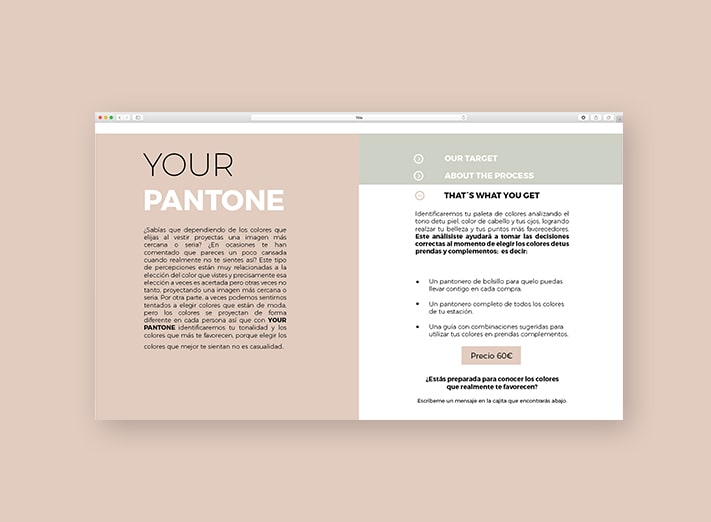 Title
YOUR
PANTONE
¿Sabías que dependiendo de los colores que
elijas al vestir proyectas una imagen más
cercana o seria? ¿En ocasiones te han
comentado que pareces un poco cansada
cuando realmente no te sientes así? Este tipo
de percepciones están muy relacionadas a la
elección del color que vistes y precisamente esa
elección a veces es acertada pero otras veces no
tanto, proyectando una imagen más cercana o
seria. Por otra parte, a veces podemos sentirnos
tentados a elegir colores que están de moda,
pero los colores se proyectan de forma
diferente en cada persona así que con YOUR
PANTONE identificaremos tu tonalidad y los
colores que más te favorecen, porque elegir los
colores que mejor te sientan no es casualidad.
OUR TARGET
ABOUT THE PROCESS
THAT´S WHAT YOU GET
Identificaremos tu paleta de colores analizando el
tono detu piel, color de cabello y tus ojos, logrando
realzar tu belleza y tus puntos más favorecedores.
Este análisiste ayudará a tomar las decisiones
correctas al momento de elegir los colores detus
prendas y complementos; es decir:
• Un pantonero de bolsillo para quelo puedas
llevar contigo en cada compra.
• Un pantonero completo de todos los colores
de tu estación.
• Una guía con combinaciones sugeridas para
utilizar tus colores en prendas complementos.
Precio 60€
¿Estás preparada para conocer los colores
que realmente te favorecen?
Escríbeme un mensaje en la cajita que encontrarás abajo.